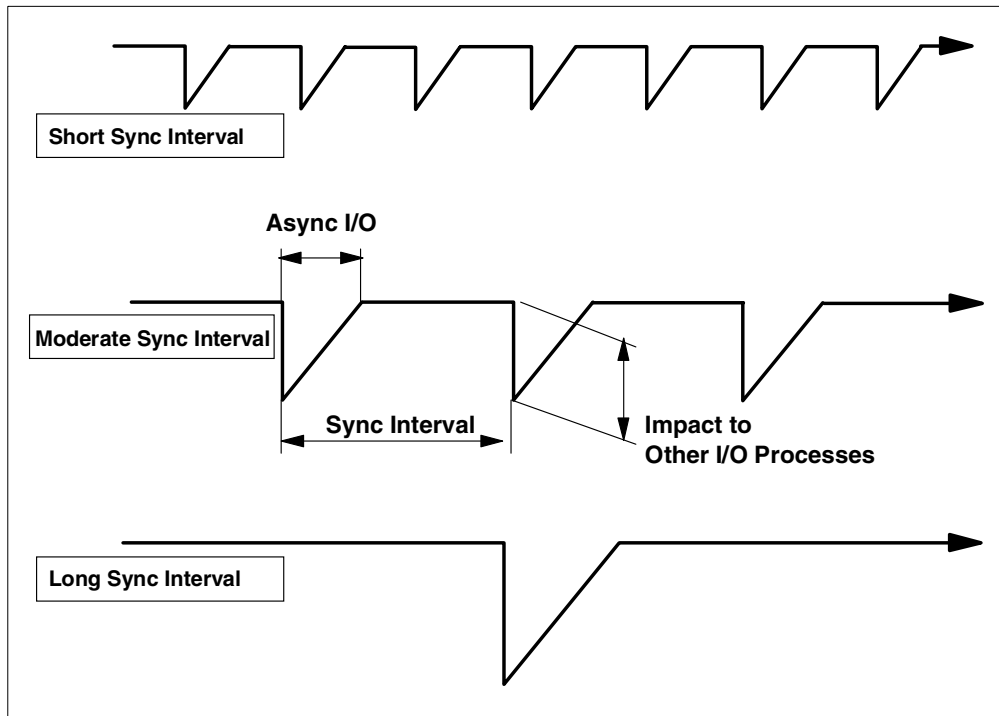 Short Sync Interval
Async I/O
Moderate Sync Interval
Sync Interval
Impact to
Other I/O Processes
Long Sync Interval